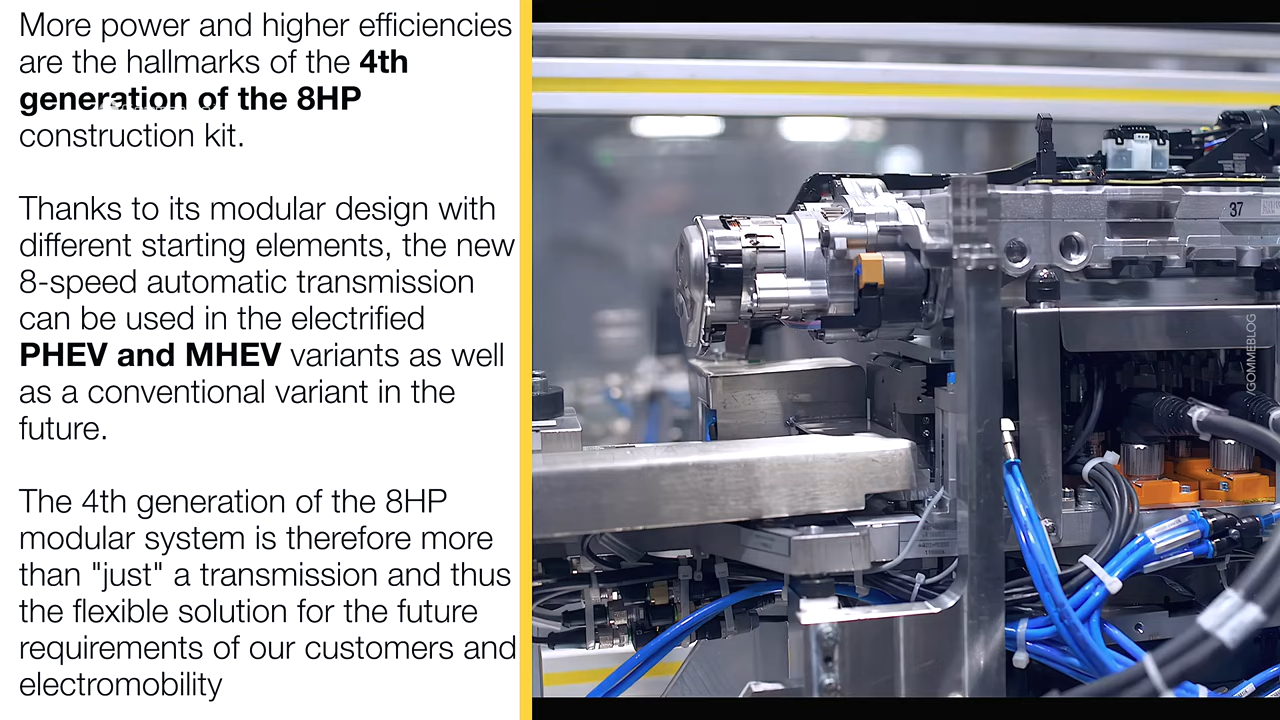 More power and higher efficiencies
are the hallmarks of the 4th
generation of the 8HP
construction kit.
Thanks to its modular design with
different starting elements, the new
8-speed automatic transmission
can be used in the electrified
PHEV and MHEV variants as well
as a conventional variant in the
future.
The 4th generation of the 8HP
modular system is therefore more
than "just" a transmission and thus
the flexible solution for the future
requirements of our customers and
electromobility
37
/GOMMEBLOG